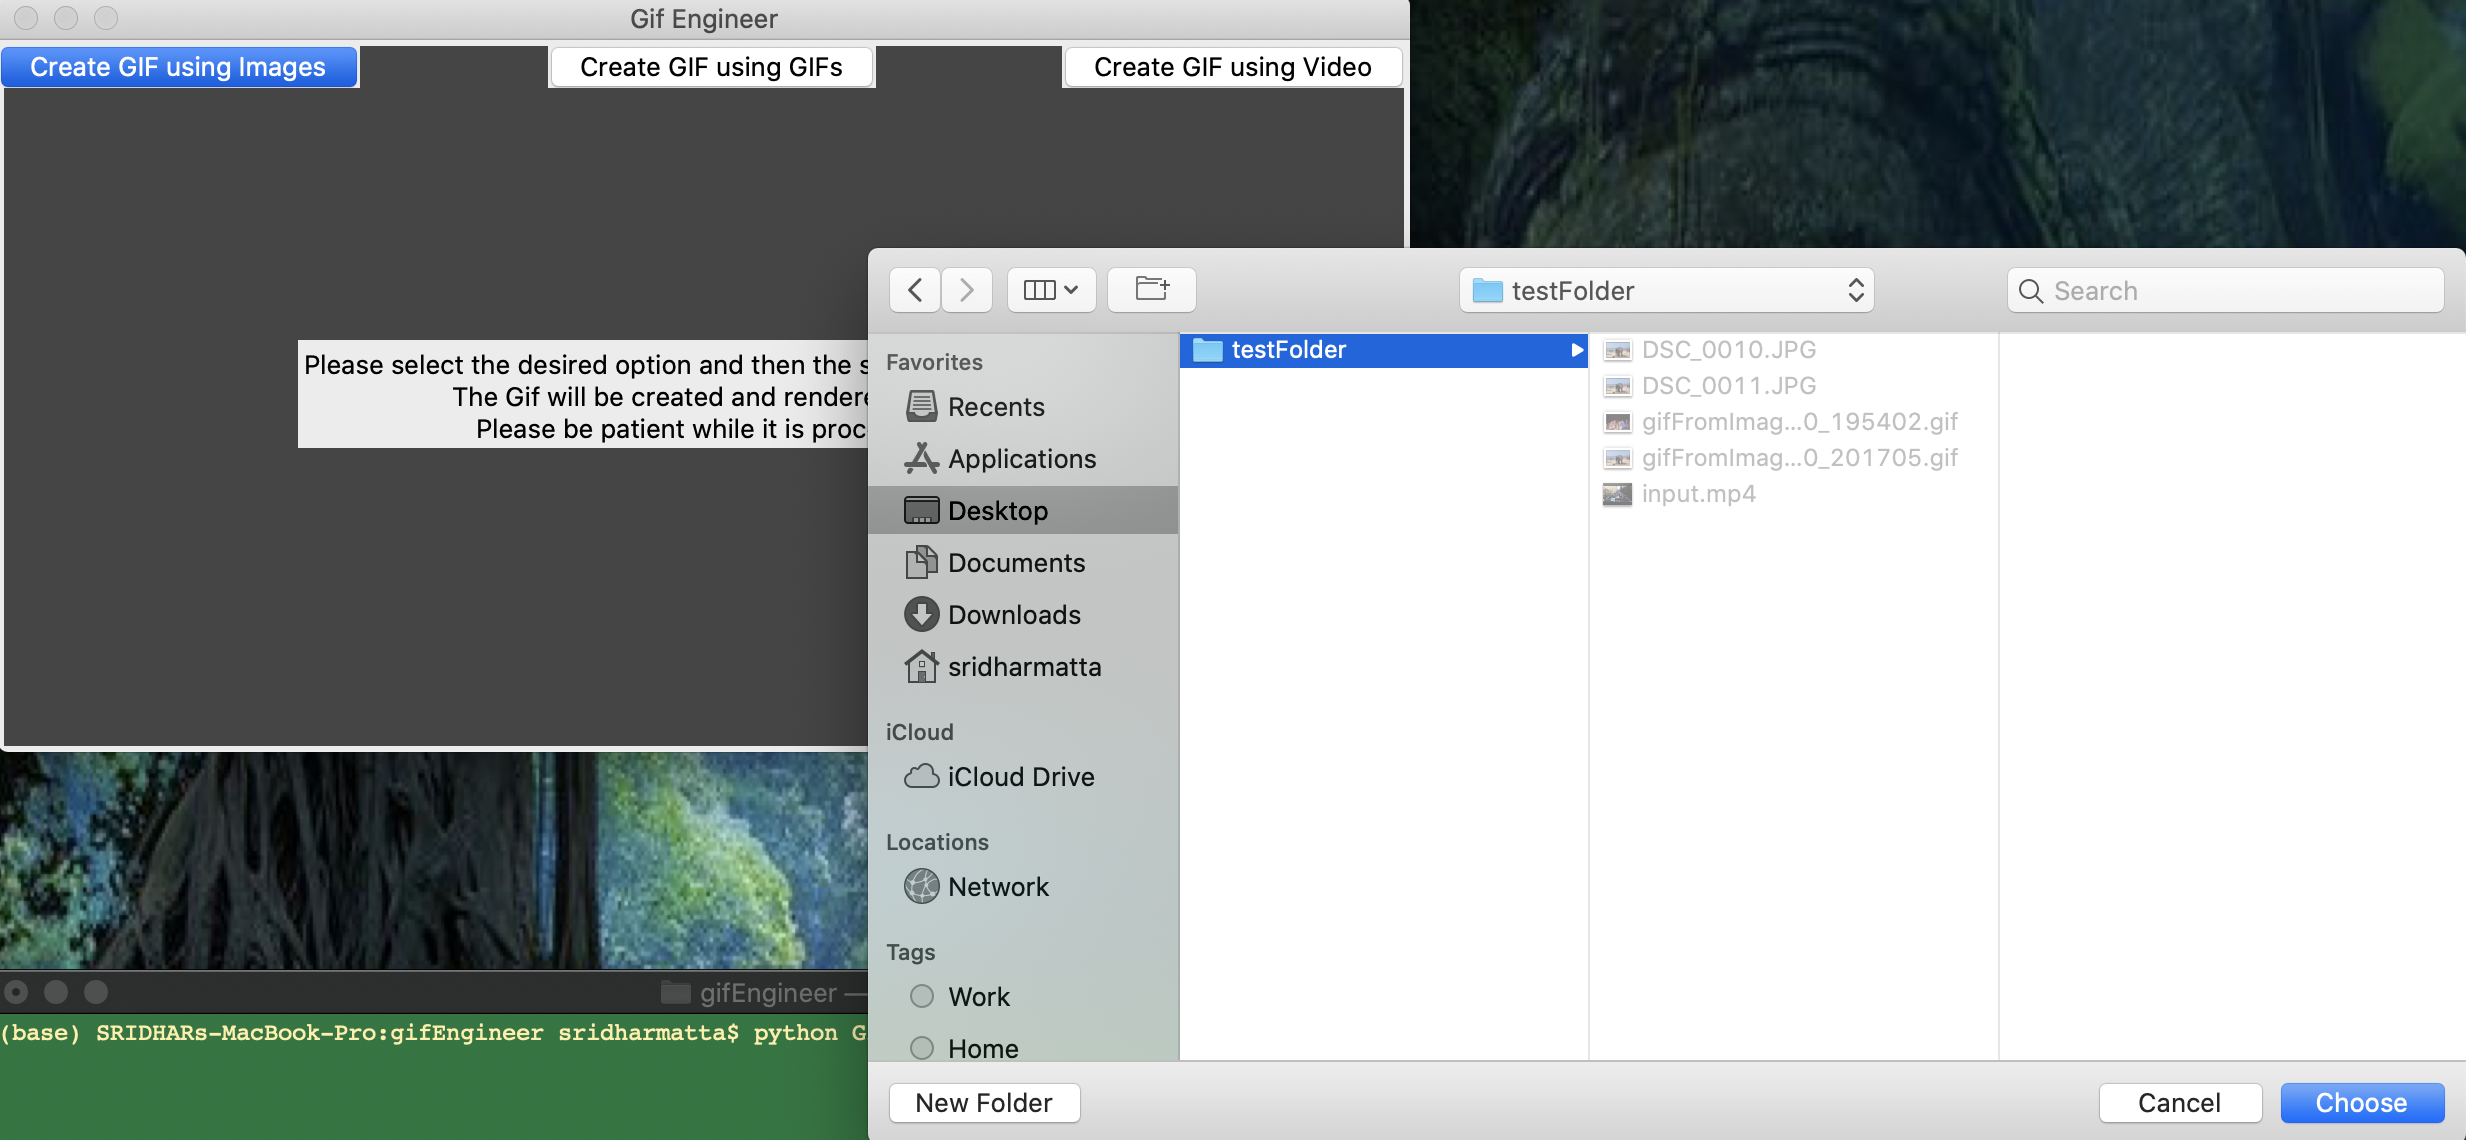 Gif Engineer
Create GIF using Images
Create GIF using GIFs
Create GIF using Video
Please select the desired option and then the
The Gif will be created and
Please be patient while it is
testFolder
Search
Favorites
Recents
Applications
Desktop
Documents
Downloads
sridharmatta
iCloud
iCloud Drive
Locations
Network
Tags
Work
Home
testFolder
DSC_0010.JPG
DSC_0011.JPG
gifFromImag...0_195402.gif
gifFromImag...0_201705.gif
input.mp4
New Folder
Cancel
Choose
gifEngineer —
(base) SRIDHARs-MacBook-Pro:gifEngineer sridharmatta$ python G